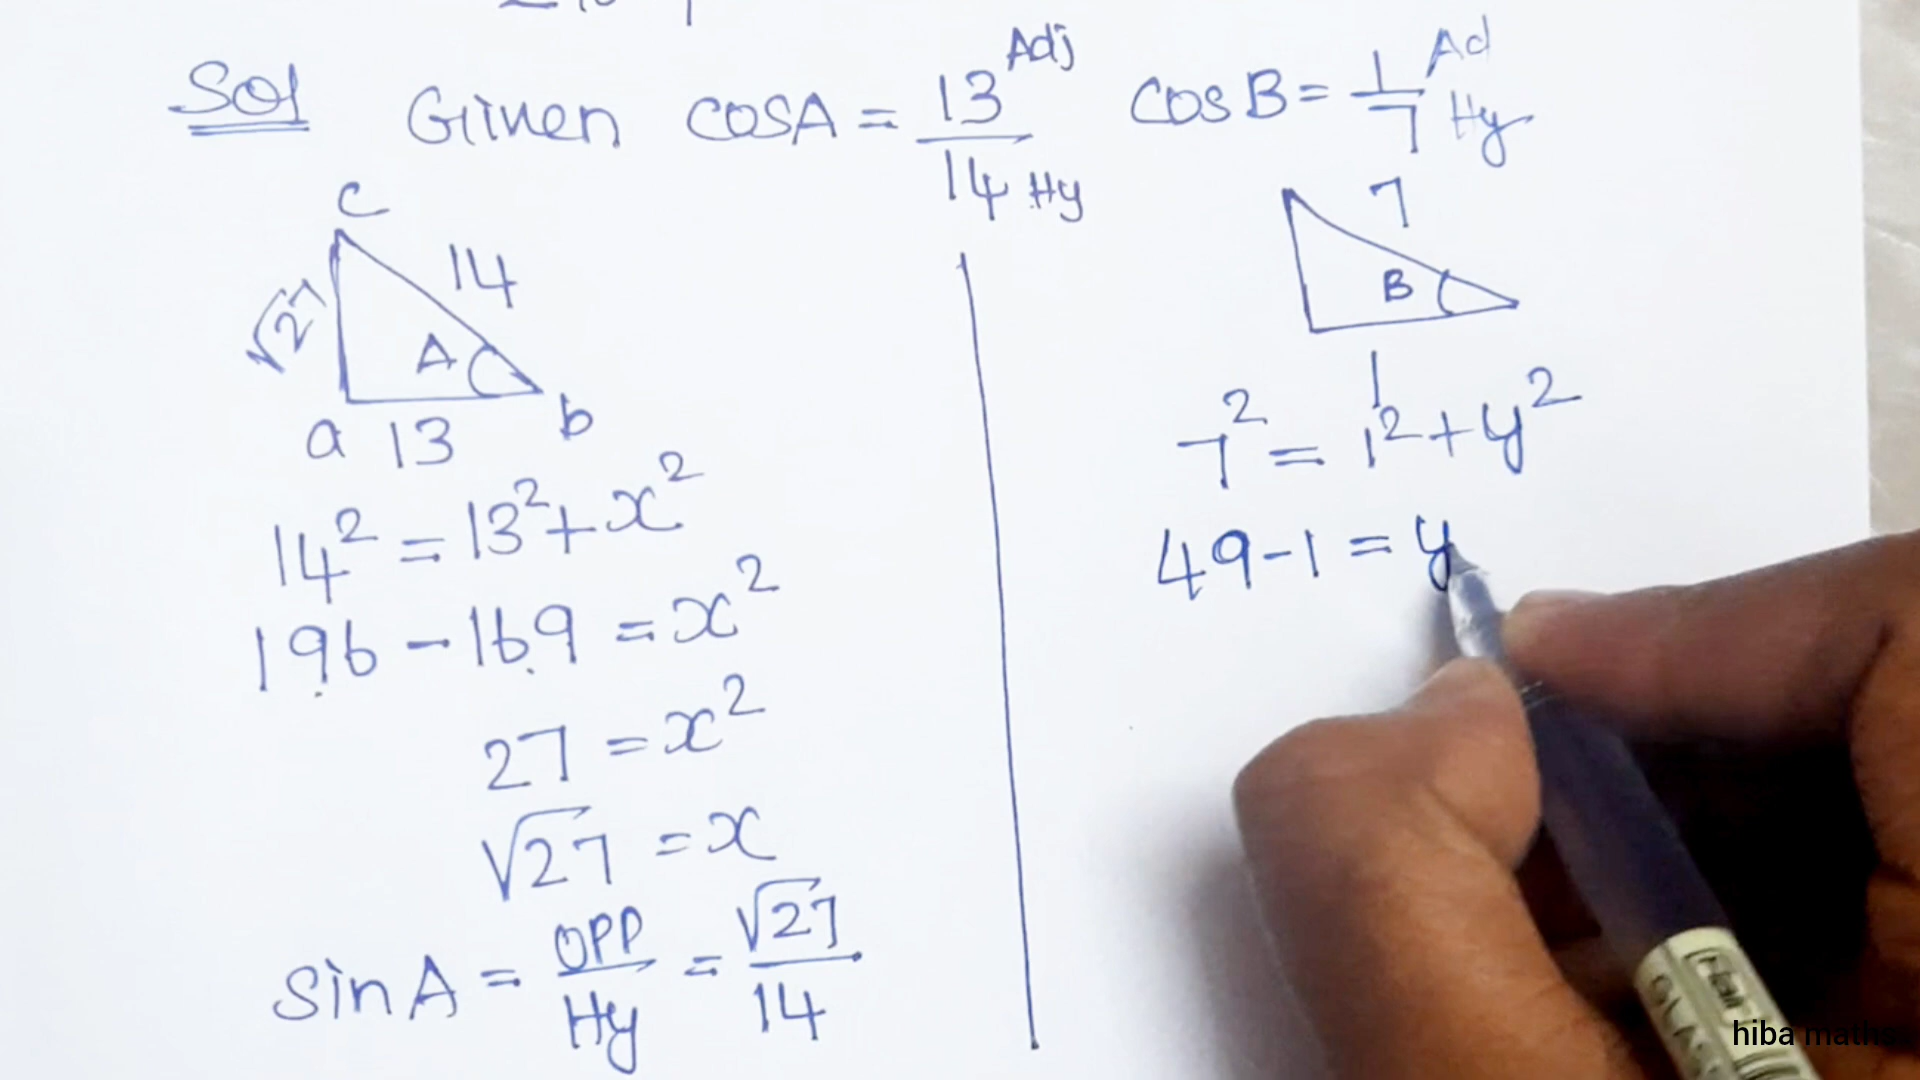 Sol Given cosA = 13/14 Adj Hy cosB = 1/7 Ad Hy
c
14
√27
A
a 13 b
14² = 13² + x²
196 - 169 = x²
27 = x²
√27 = x
sin A = OPP/Hy = √27/14
7
B
1
7² = 1² + y²
49 - 1 = y
hiba maths